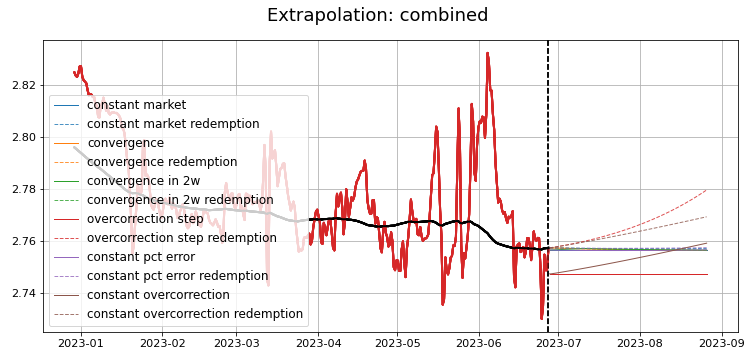 Extrapolation: combined
2.82
2.80
2.78
2.76
2.74
constant market
constant market redemption
convergence
convergence redemption
convergence in 2w
convergence in 2w redemption
overcorrection step
overcorrection step redemption
constant pct error
constant pct error redemption
constant overcorrection
constant overcorrection redemption
2023-01
2023-02
2023-03
2023-04
2023-05
2023-06
2023-07
2023-08
2023-09